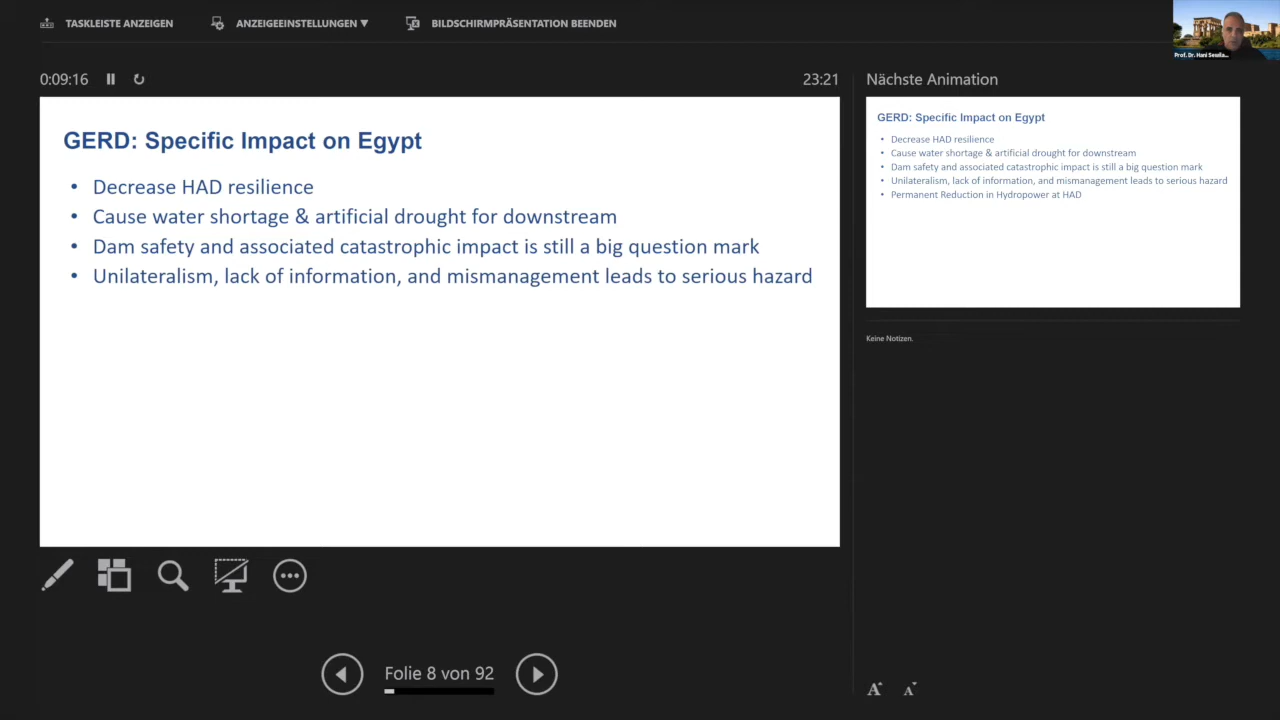 TASKLEISTE ANZEIGEN
ANZEIGEEINSTELLUNGEN ▼
BILDSCHIRMPRÄSENTATION BEENDEN
Prof. Dr. Hani Sewila...
0:09:16
23:21
GERD: Specific Impact on Egypt
• Decrease HAD resilience
• Cause water shortage & artificial drought for downstream
• Dam safety and associated catastrophic impact is still a big question mark
• Unilateralism, lack of information, and mismanagement leads to serious hazard
Folie 8 von 92
Nächste Animation
GERD: Specific Impact on Egypt
• Decrease HAD resilience
• Cause water shortage & artificial drought for downstream
• Dam safety and associated catastrophic impact is still a big question mark
• Unilateralism, lack of information, and mismanagement leads to serious hazard
• Permanent Reduction in Hydropower at HAD
Keine Notizen.
A A